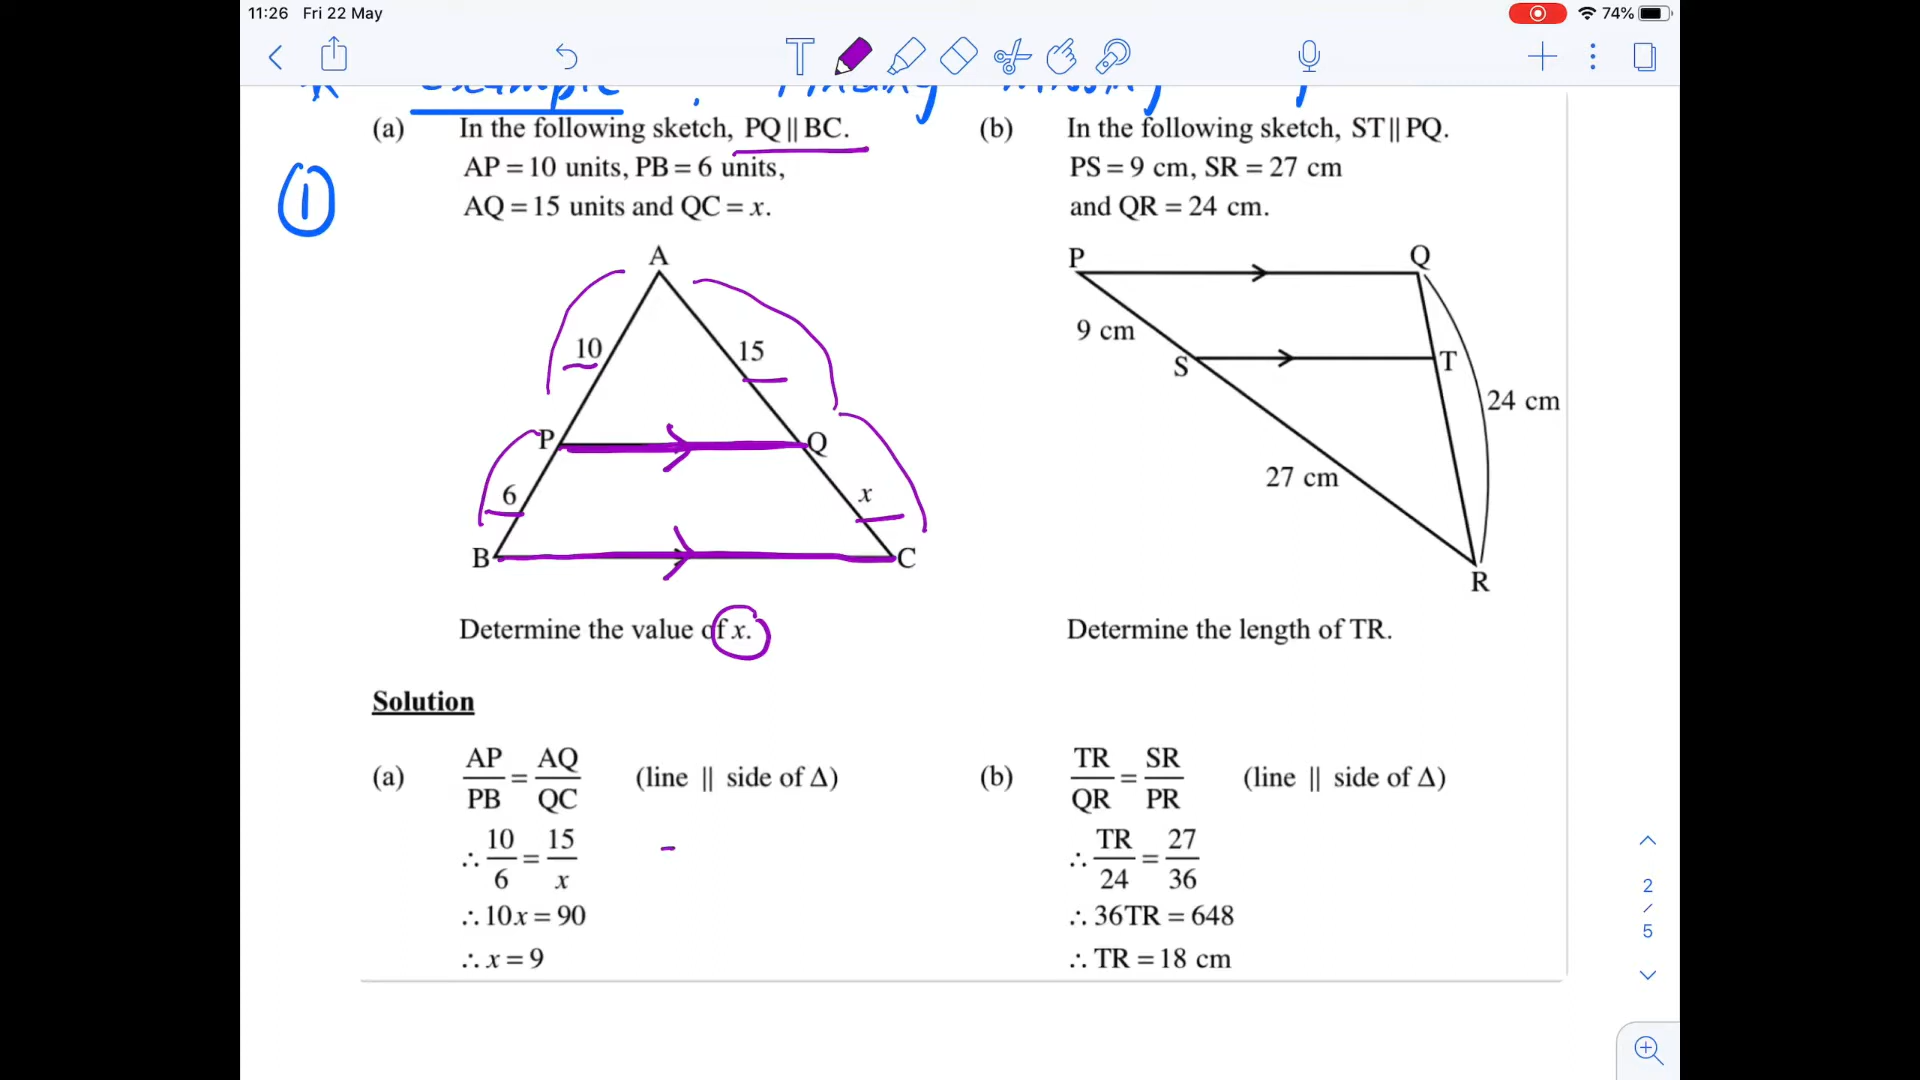 11:26 Fri 22 May
74%
Example
(a) In the following sketch, PQ || BC.
AP = 10 units, PB = 6 units,
AQ = 15 units and QC = x.
①
A
10
15
P
Q
6
x
B
C
Determine the value of x.
(b) In the following sketch, ST || PQ.
PS = 9 cm, SR = 27 cm
and QR = 24 cm.
P
Q
9 cm
S
T
24 cm
27 cm
R
Determine the length of TR.
Solution
(a) AP/PB = AQ/QC (line || side of Δ)
∴ 10/6 = 15/x
∴ 10x = 90
∴ x = 9
(b) TR/QR = SR/PR (line || side of Δ)
∴ TR/24 = 27/36
∴ 36TR = 648
∴ TR = 18 cm
2
/
5